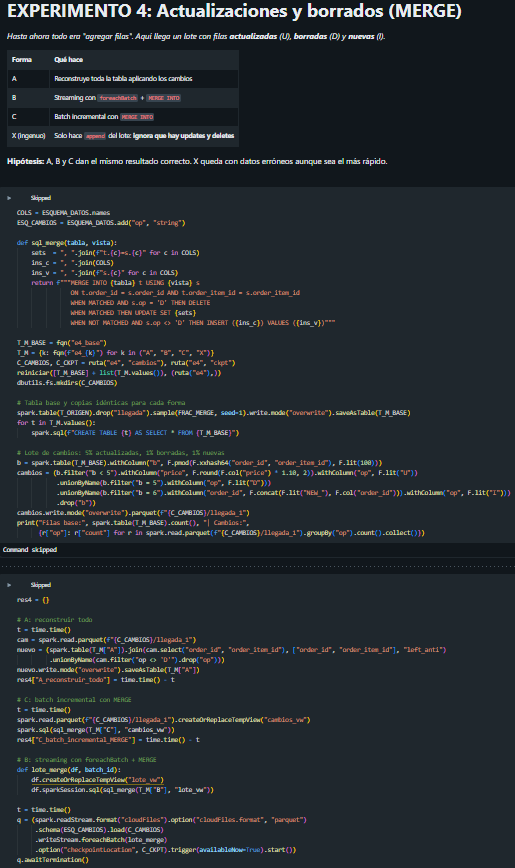 EXPERIMENTO 4: Actualizaciones y borrados (MERGE)
Hasta ahora todo era "agregar filas". Aquí llega un lote con filas actualizadas (U), borradas (D) y nuevas (I).
Forma Qué hace
A Reconstruye toda la tabla aplicando los cambios
B Streaming con foreachBatch + MERGE INTO
C Batch incremental con MERGE INTO
X (ingenuo) Solo hace append del lote: ignora que hay updates y deletes
Hipótesis: A, B y C dan el mismo resultado correcto. X queda con datos erróneos aunque sea el más rápido.
Skipped
COLS = ESQUEMA_DATOS.names
ESQ_CAMBIOS = ESQUEMA_DATOS.add("op", "string")
def sql_merge(tabla, vista):
sets = ", ".join(f"t.{c}=s.{c}" for c in COLS)
ins_c = ", ".join(COLS)
ins_v = ", ".join(f"s.{c}" for c in COLS)
return f"""MERGE INTO {tabla} t USING {vista} s
ON t.order_id = s.order_id AND t.order_item_id = s.order_item_id
WHEN MATCHED AND s.op = 'D' THEN DELETE
WHEN MATCHED THEN UPDATE SET {sets}
WHEN NOT MATCHED AND s.op <> 'D' THEN INSERT ({ins_c}) VALUES ({ins_v})"""
T_M_BASE = fqn("e4_base")
T_M = {k: fqn(f"e4_{k}") for k in ("A", "B", "C", "X")}
C_CAMBIOS, C_CKPT = ruta("e4", "cambios"), ruta("e4", "ckpt")
reiniciar([T_M_BASE] + list(T_M.values()), (ruta("e4"),))
dbutils.fs.mkdirs(C_CAMBIOS)
# Tabla base y copias idénticas para cada forma
spark.table(T_ORIGEN).drop("llegada").sample(FRAC_MERGE, seed=1).write.mode("overwrite").saveAsTable(T_M_BASE)
for t in T_M.values():
spark.sql(f"CREATE TABLE {t} AS SELECT * FROM {T_M_BASE}")
# Lote de cambios: 5% actualizadas, 1% borradas, 1% nuevas
b = spark.table(T_M_BASE).withColumn("b", F.pmod(F.xxhash64("order_id", "order_item_id"), F.lit(100)))
cambios = (b.filter("b < 5").withColumn("price", F.round(F.col("price") * 1.10, 2)).withColumn("op", F.lit("U"))
.unionByName(b.filter("b = 5").withColumn("op", F.lit("D")))
.unionByName(b.filter("b = 6").withColumn("order_id", F.concat(F.lit("NEW_"), F.col("order_id"))).withColumn("op", F.lit("I")))
.drop("b"))
cambios.write.mode("overwrite").parquet(f"{C_CAMBIOS}/llegada_1")
print("Filas base:", spark.table(T_M_BASE).count(), "| Cambios:",
{r["op"]: r["count"] for r in spark.read.parquet(f"{C_CAMBIOS}/llegada_1").groupBy("op").count().collect()})
Command skipped
Skipped
res4 = {}
# A: reconstruir todo
t = time.time()
cam = spark.read.parquet(f"{C_CAMBIOS}/llegada_1")
nuevo = (spark.table(T_M["A"]).join(cam.select("order_id", "order_item_id"), ["order_id", "order_item_id"], "left_anti")
.unionByName(cam.filter("op <> 'D'").drop("op")))
nuevo.write.mode("overwrite").saveAsTable(T_M["A"])
res4["A_reconstruir_todo"] = time.time() - t
# C: batch incremental con MERGE
t = time.time()
spark.read.parquet(f"{C_CAMBIOS}/llegada_1").createOrReplaceTempView("cambios_vw")
spark.sql(sql_merge(T_M["C"], "cambios_vw"))
res4["C_batch_incremental_MERGE"] = time.time() - t
# B: streaming con foreachBatch + MERGE
def lote_merge(df, batch_id):
df.createOrReplaceTempView("lote_vw")
df.sparkSession.sql(sql_merge(T_M["B"], "lote_vw"))
t = time.time()
q = (spark.readStream.format("cloudFiles").option("cloudFiles.format", "parquet")
.schema(ESQ_CAMBIOS).load(C_CAMBIOS)
.writeStream.foreachBatch(lote_merge)
.option("checkpointLocation", C_CKPT).trigger(availableNow=True).start())
q.awaitTermination()